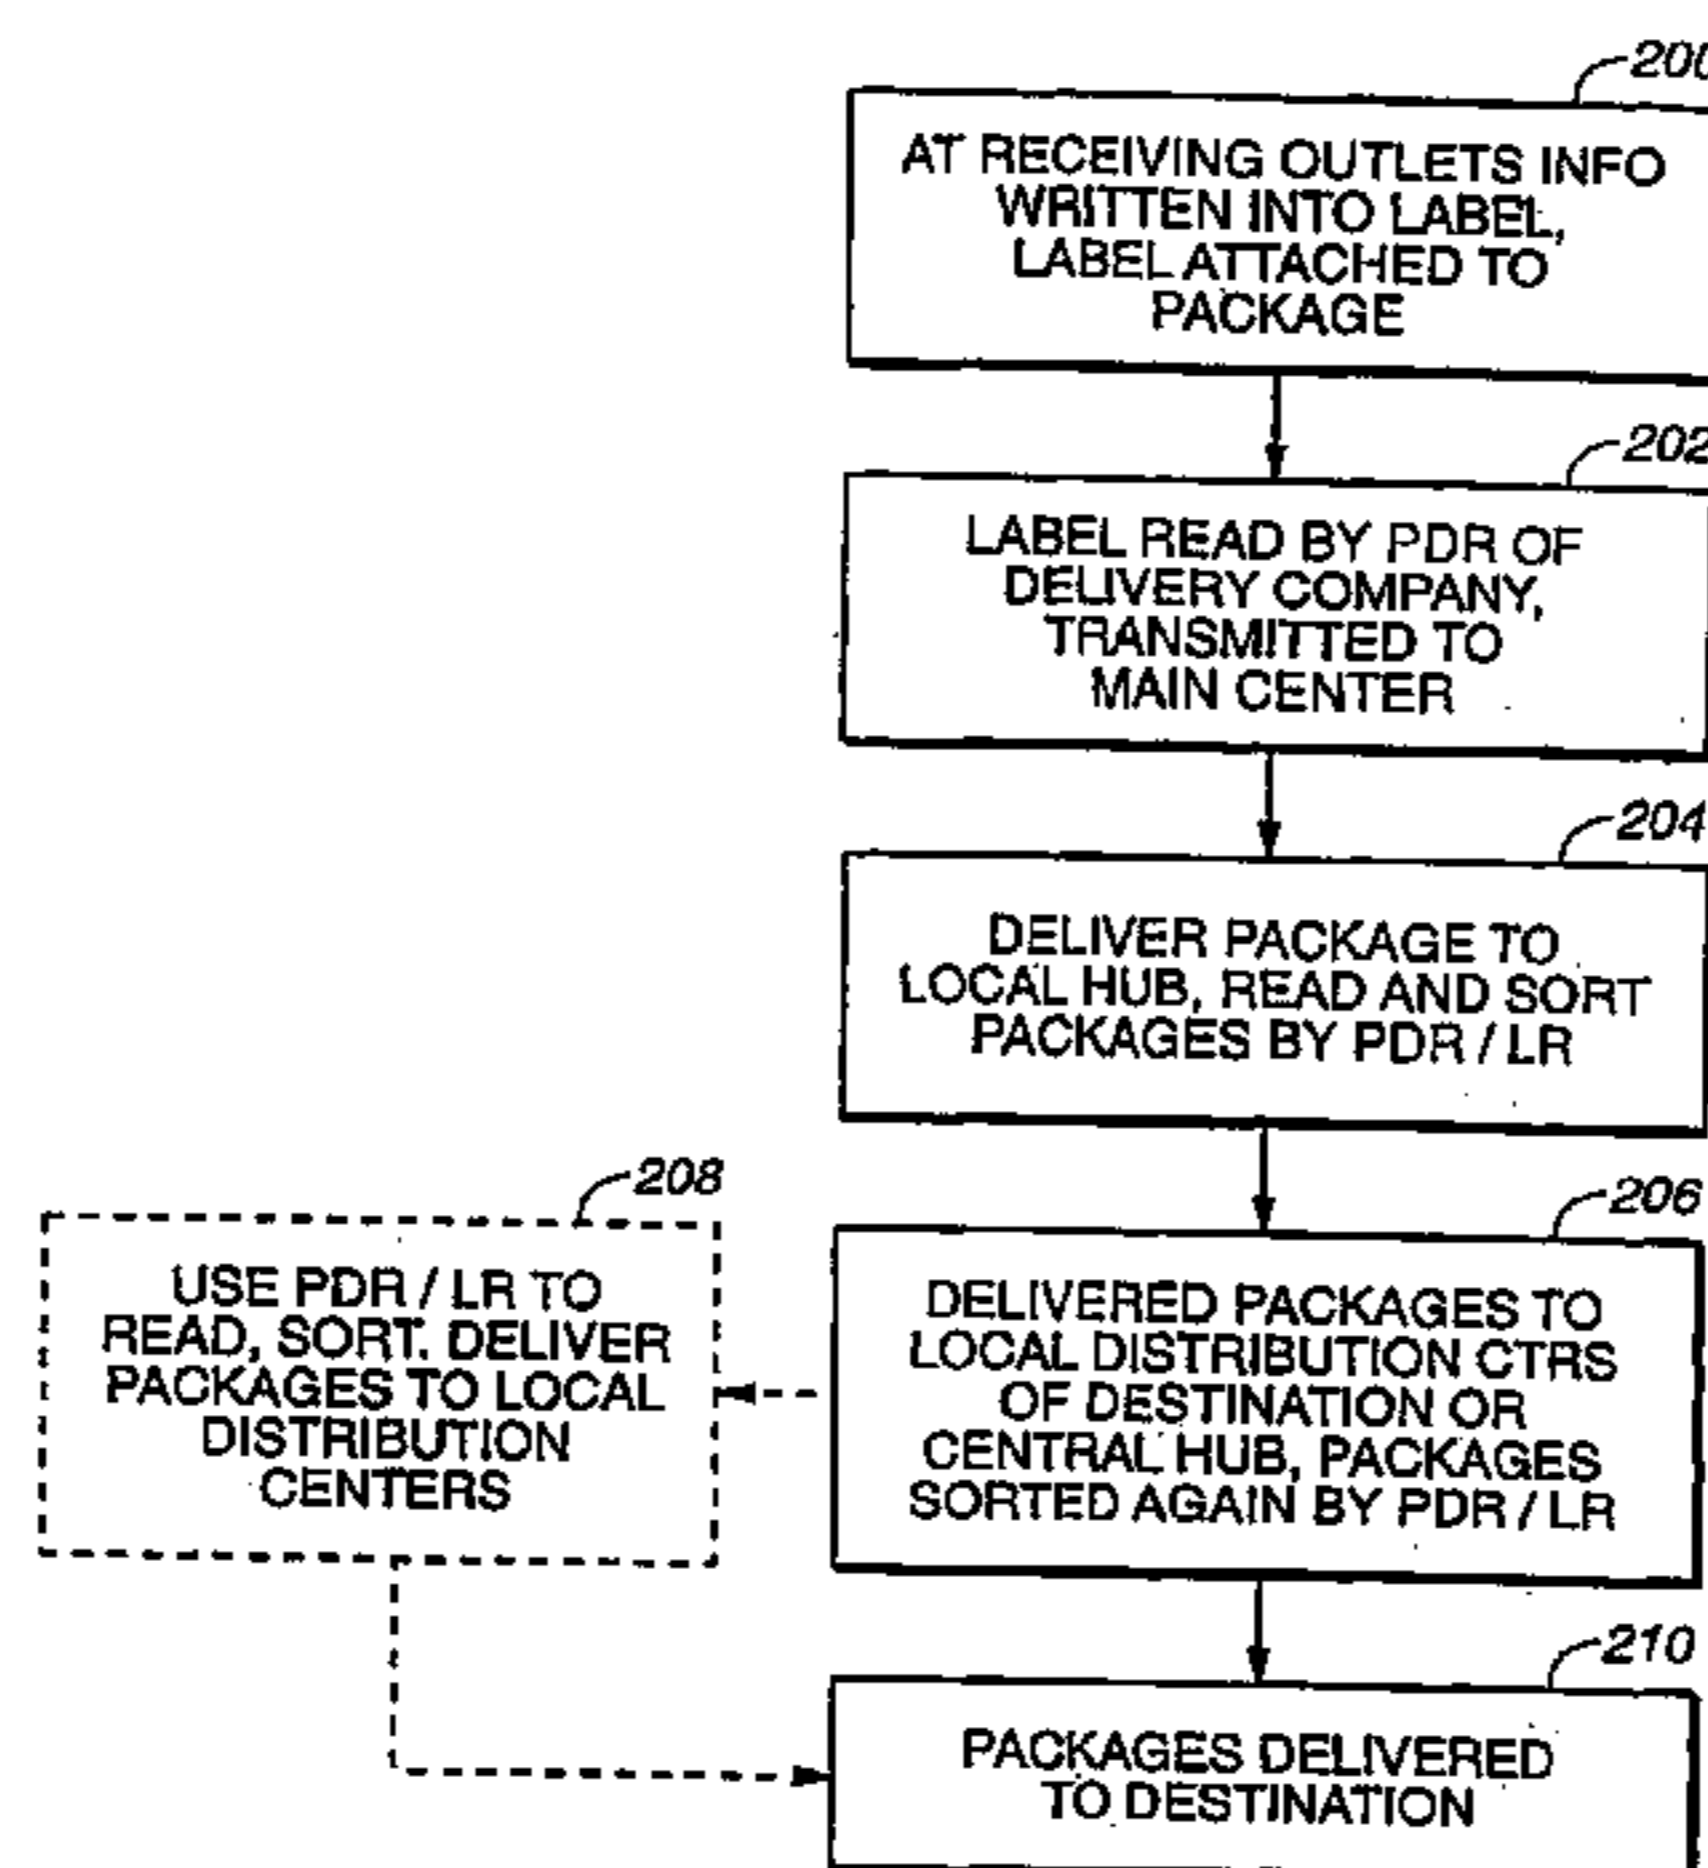 200
AT RECEIVING OUTLETS INFO
WRITTEN INTO LABEL,
LABEL ATTACHED TO
PACKAGE
202
LABEL READ BY PDR OF
DELIVERY COMPANY,
TRANSMITTED TO
MAIN CENTER
204
DELIVER PACKAGE TO
LOCAL HUB, READ AND SORT
PACKAGES BY PDR / LR
206
DELIVERED PACKAGES TO
LOCAL DISTRIBUTION CTRS
OF DESTINATION OR
CENTRAL HUB, PACKAGES
SORTED AGAIN BY PDR / LR
208
USE PDR / LR TO
READ, SORT, DELIVER
PACKAGES TO LOCAL
DISTRIBUTION
CENTERS
210
PACKAGES DELIVERED
TO DESTINATION